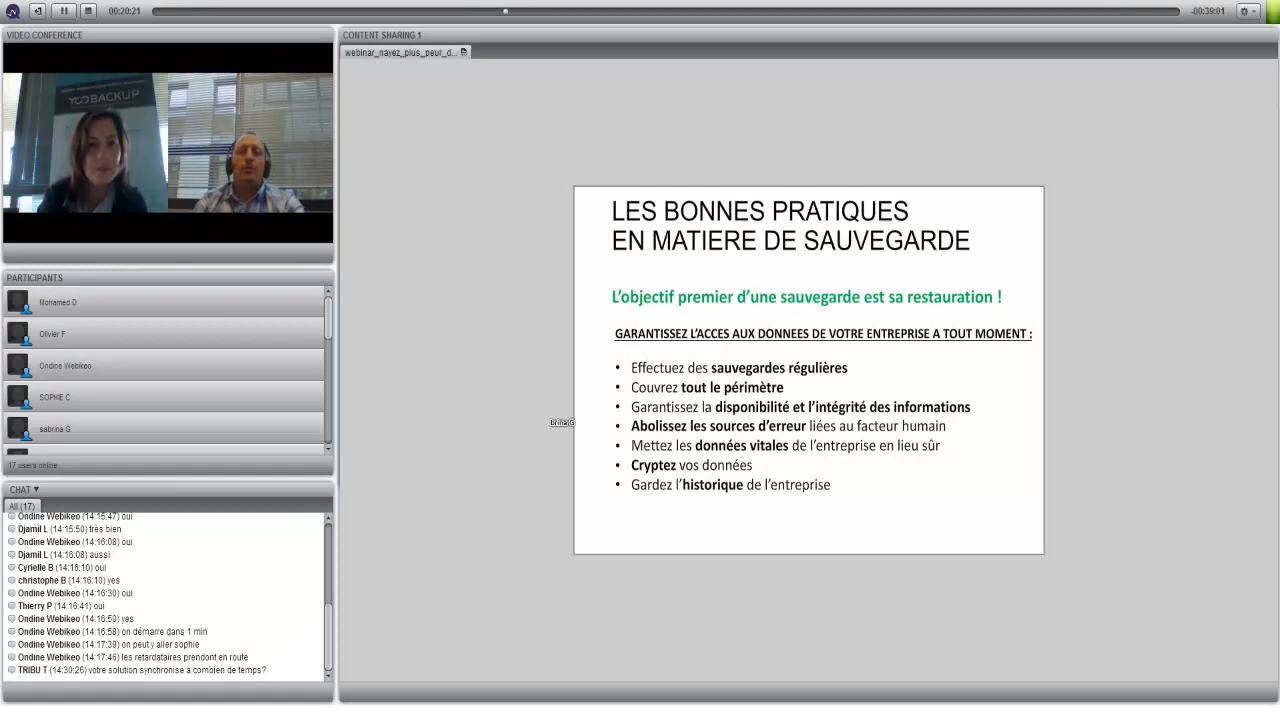 00:20:21
-00:39:01
VIDEO CONFERENCE
TOOBACKUP
PARTICIPANTS
Mohamed D
Olivier F
Ondine Webikeo
SOPHIE C
sabrina G
17 users online
CHAT
All (17)
Ondine Webikeo (14:15:47) oui
Djamil L (14:15:50) très bien
Ondine Webikeo (14:16:08) oui
Djamil L (14:16:08) aussi
Cyrielle B (14:16:10) oui
christophe B (14:16:10) yes
Ondine Webikeo (14:16:30) oui
Thierry P (14:16:41) oui
Ondine Webikeo (14:16:50) yes
Ondine Webikeo (14:16:58) on démarre dans 1 min
Ondine Webikeo (14:17:39) on peut y aller sophie
Ondine Webikeo (14:17:46) les retardataires prendont en route
TRIBU T (14:30:26) votre solution synchronise a combien de temps?
CONTENT SHARING 1
webinar_nayez_plus_peur_d...
LES BONNES PRATIQUES
EN MATIERE DE SAUVEGARDE
L'objectif premier d'une sauvegarde est sa restauration !
GARANTISSEZ L'ACCES AUX DONNEES DE VOTRE ENTREPRISE A TOUT MOMENT :
• Effectuez des sauvegardes régulières
• Couvrez tout le périmètre
• Garantissez la disponibilité et l'intégrité des informations
• Abolissez les sources d'erreur liées au facteur humain
• Mettez les données vitales de l'entreprise en lieu sûr
• Cryptez vos données
• Gardez l'historique de l'entreprise